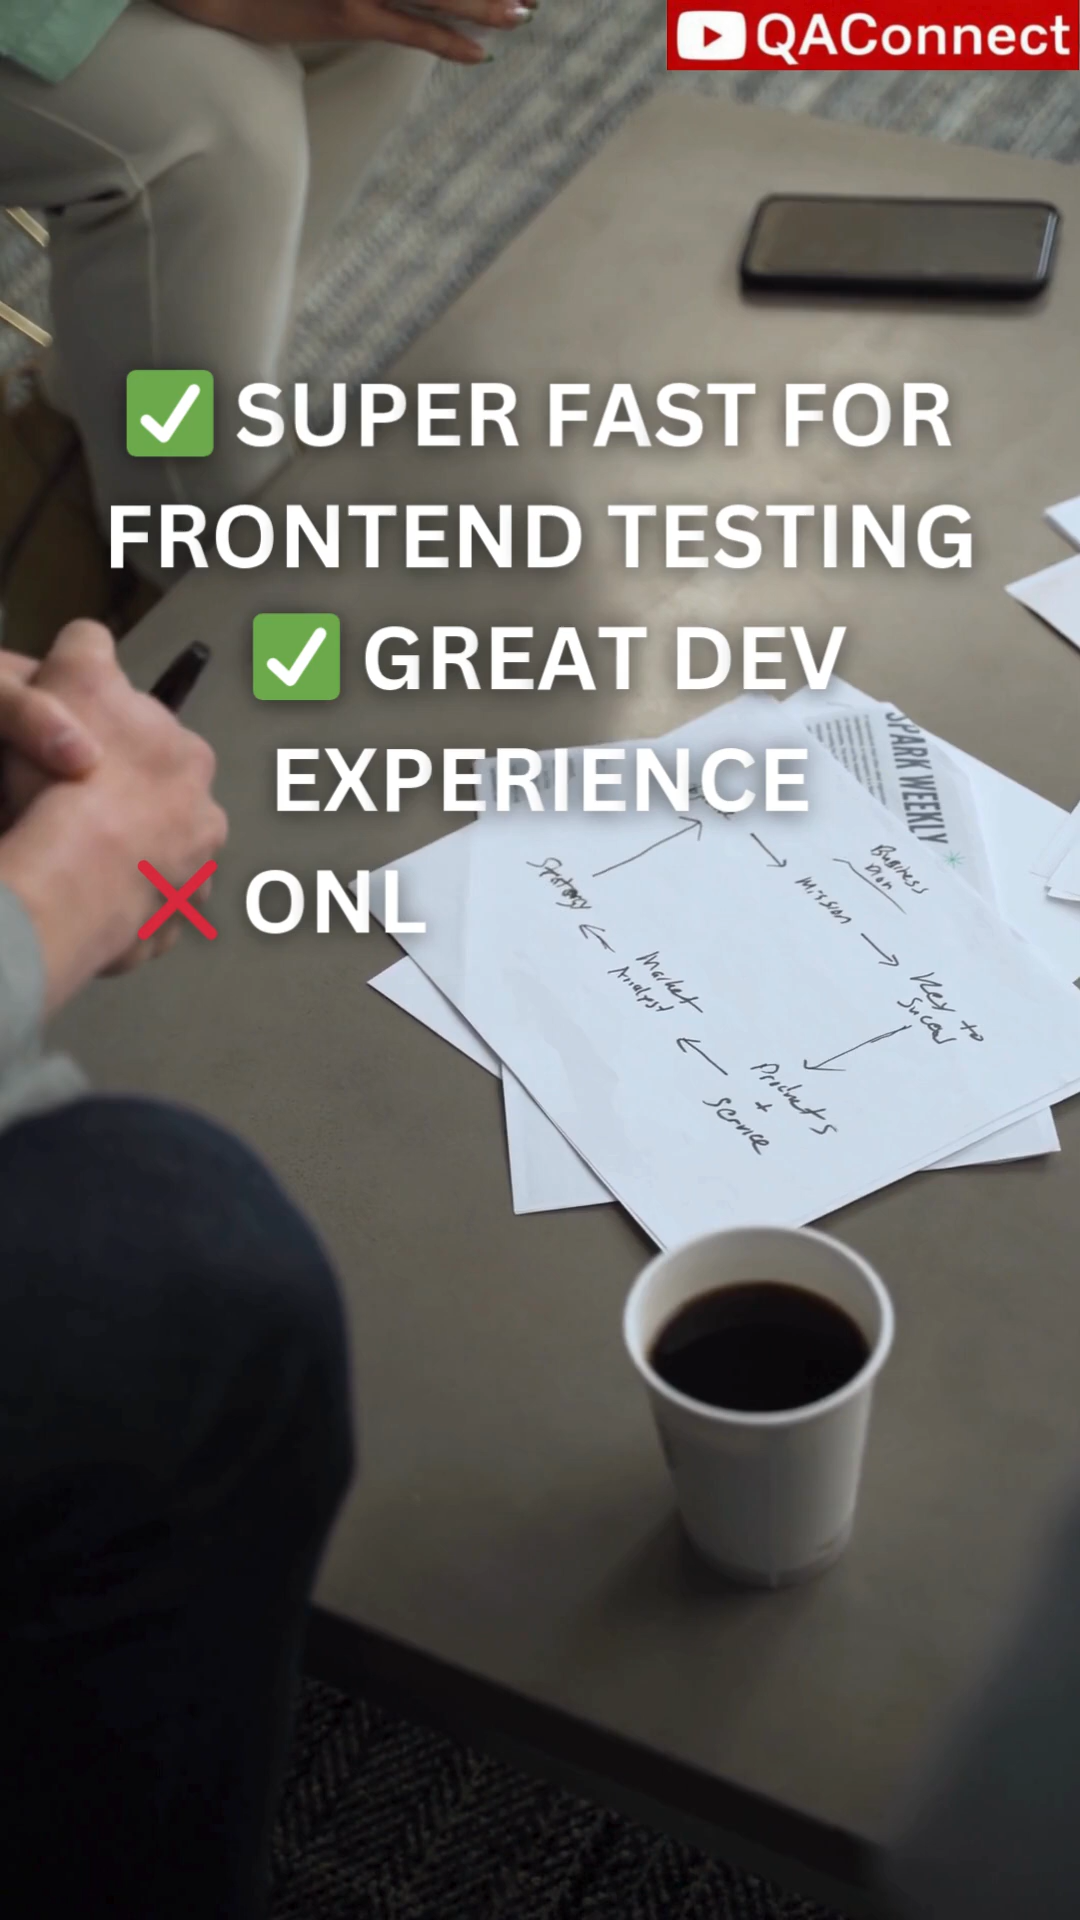 QAConnect
✅ SUPER FAST FOR
FRONTEND TESTING
✅ GREAT DEV
EXPERIENCE
❌ ONL
SPARK WEEKLY
Business
Plan
Mission
Key to
Success
Products
+
Service
Market
Analyst
Strategy